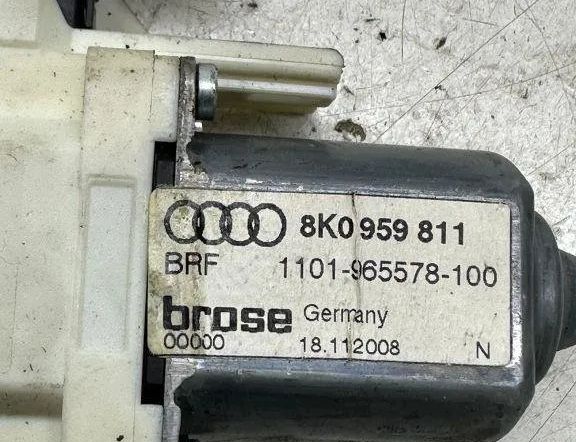 8K0 959 811
BRF 1101-965578-100
brose Germany
00000 18.112008 N